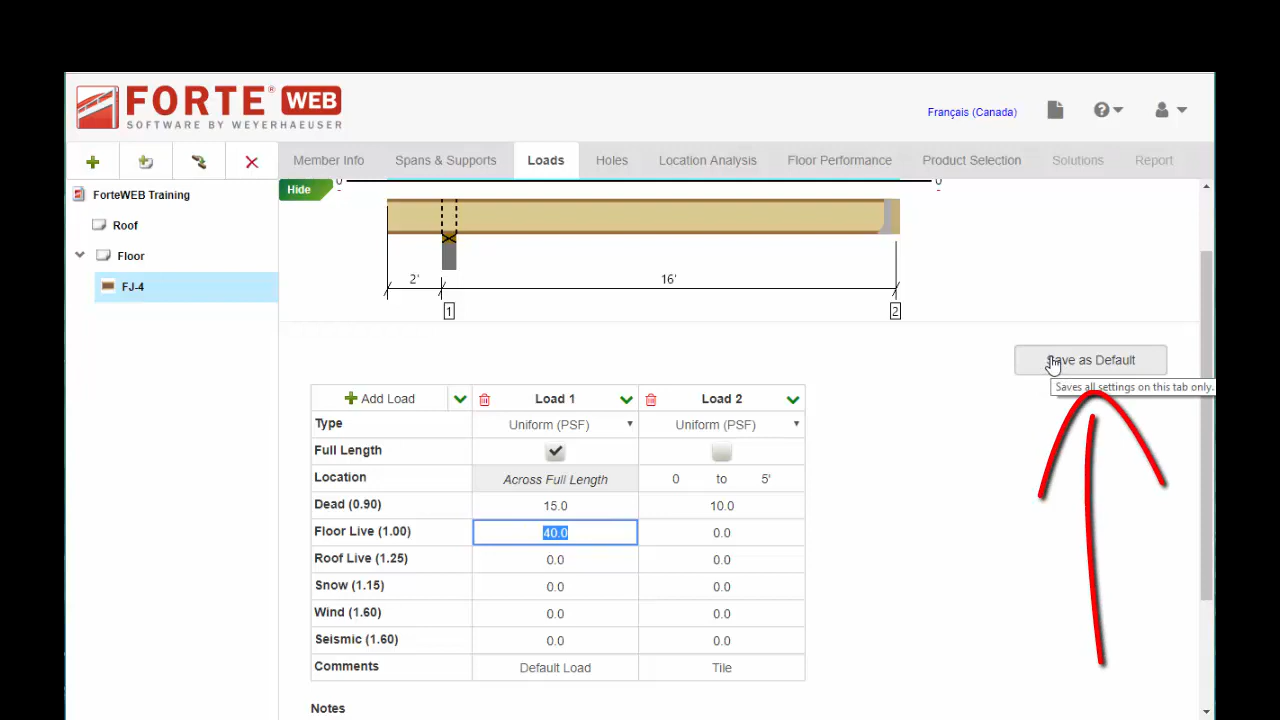 FORTE® WEB
SOFTWARE BY WEYERHAEUSER
Français (Canada)
Member Info Spans & Supports Loads Holes Location Analysis Floor Performance Product Selection Solutions Report
ForteWEB Training
Roof
Floor
FJ-4
Hide
2' 16'
1 2
Save as Default
Saves all settings on this tab only.
Add Load Load 1 Load 2
Type Uniform (PSF) Uniform (PSF)
Full Length
Location Across Full Length 0 to 5'
Dead (0.90) 15.0 10.0
Floor Live (1.00) 40.0 0.0
Roof Live (1.25) 0.0 0.0
Snow (1.15) 0.0 0.0
Wind (1.60) 0.0 0.0
Seismic (1.60) 0.0 0.0
Comments Default Load Tile
Notes